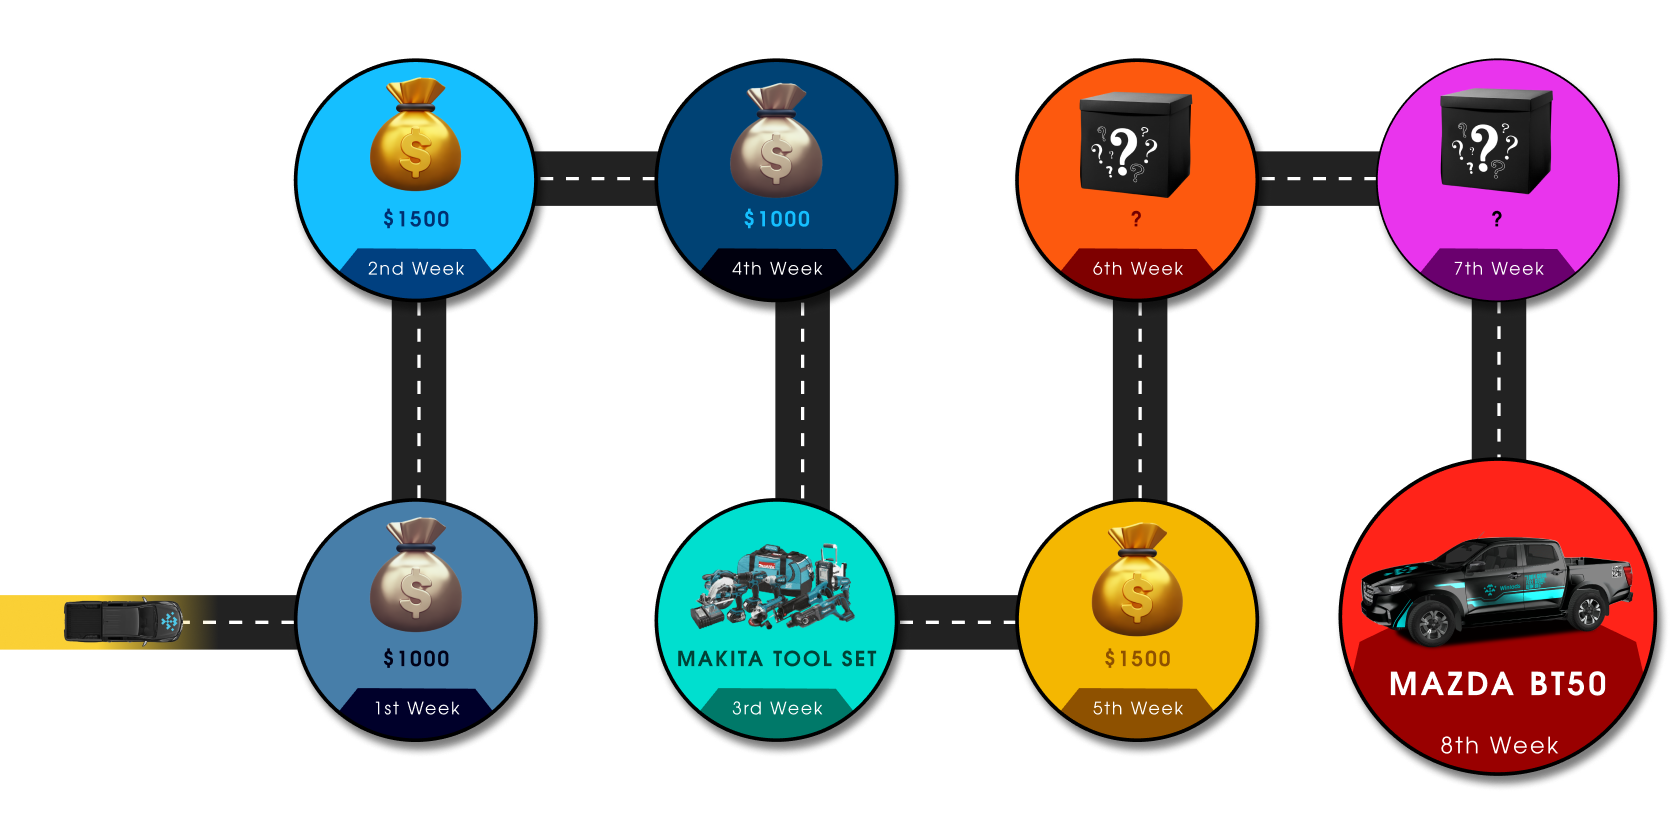 $1500
2nd Week
$1000
4th Week
?
6th Week
?
7th Week
$1000
1st Week
MAKITA TOOL SET
3rd Week
$1500
5th Week
MAZDA BT50
8th Week